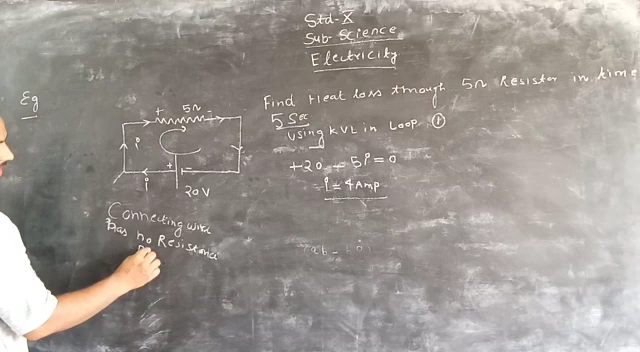 Std-X
Sub-Science
Electricity
Eg
Find Heat loss through 5Ω Resistor in time
5 Sec
using KVL in Loop ①
+20 - 5i = 0
i = 4 Amp
+ 5Ω -
i
i
+ -
20V
Connecting wire
has no Resistance